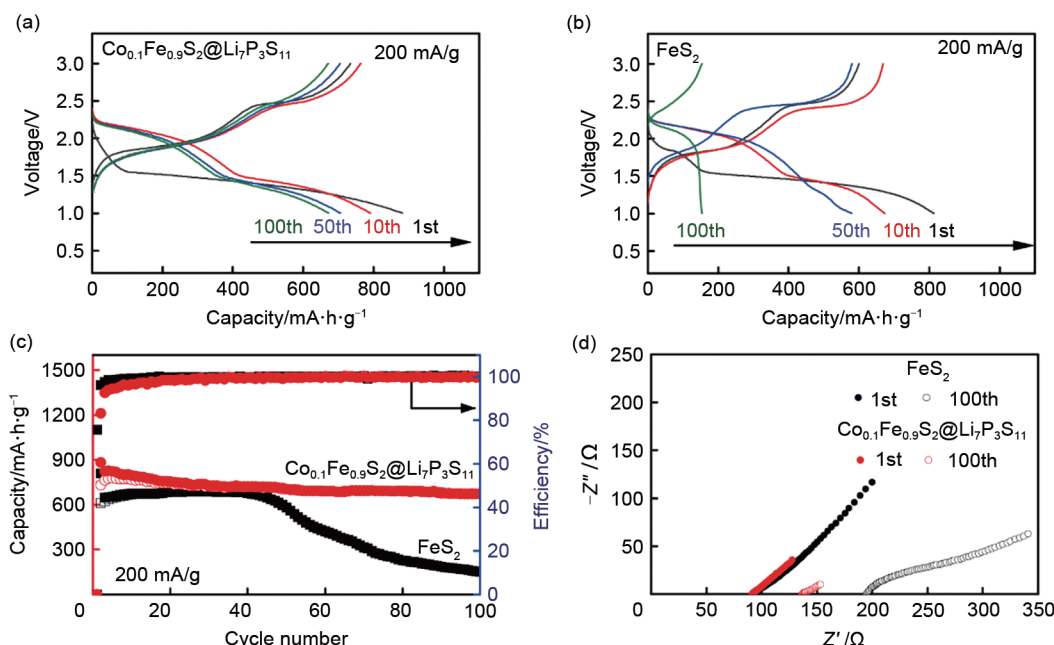 (a)
Co₀.₁Fe₀.₉S₂@Li₇P₃S₁₁
200 mA/g
3.0
2.5
2.0
1.5
1.0
0.5
Voltage/V
100th 50th 10th 1st
0 200 400 600 800 1000
Capacity/mA·h·g⁻¹
(b)
FeS₂
200 mA/g
3.0
2.5
2.0
1.5
1.0
0.5
Voltage/V
100th 50th 10th 1st
0 200 400 600 800 1000
Capacity/mA·h·g⁻¹
(c)
1500
1200
900
600
300
0
Capacity/mA·h·g⁻¹
Co₀.₁Fe₀.₉S₂@Li₇P₃S₁₁
FeS₂
200 mA/g
100
80
60
40
20
0
Efficiency/%
0 20 40 60 80 100
Cycle number
(d)
250
200
150
100
50
0
−Z″/Ω
FeS₂
1st 100th
Co₀.₁Fe₀.₉S₂@Li₇P₃S₁₁
1st 100th
0 50 100 150 200 250 300 350
Z′/Ω